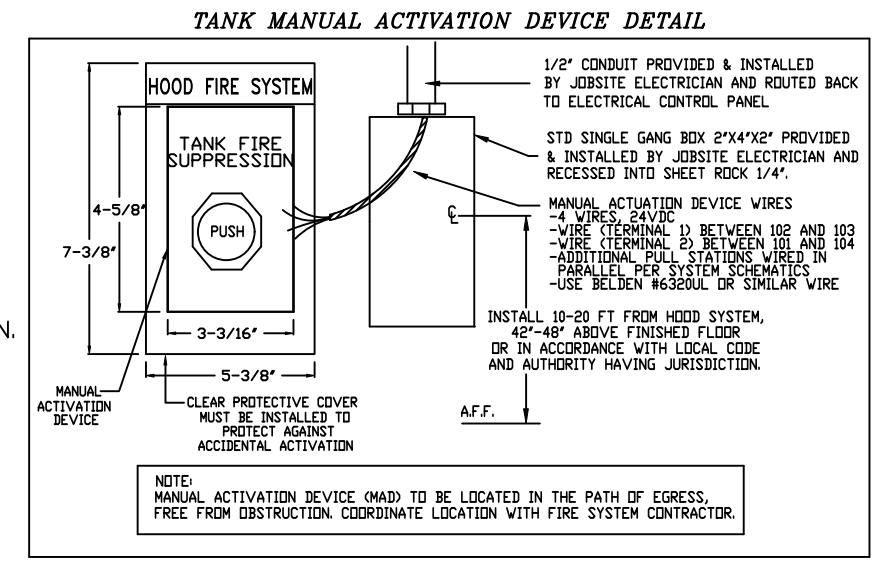 TANK MANUAL ACTIVATION DEVICE DETAIL
HOOD FIRE SYSTEM
TANK FIRE
SUPPRESSION
PUSH
4-5/8"
7-3/8"
3-3/16"
5-3/8"
N.
MANUAL
ACTIVATION
DEVICE
CLEAR PROTECTIVE COVER
MUST BE INSTALLED TO
PROTECT AGAINST
ACCIDENTAL ACTIVATION
1/2" CONDUIT PROVIDED & INSTALLED
BY JOBSITE ELECTRICIAN AND ROUTED BACK
TO ELECTRICAL CONTROL PANEL
STD SINGLE GANG BOX 2"X4"X2" PROVIDED
& INSTALLED BY JOBSITE ELECTRICIAN AND
RECESSED INTO SHEET ROCK 1/4".
MANUAL ACTUATION DEVICE WIRES
-4 WIRES, 24VDC
-WIRE (TERMINAL 1) BETWEEN 102 AND 103
-WIRE (TERMINAL 2) BETWEEN 101 AND 104
-ADDITIONAL PULL STATIONS WIRED IN
PARALLEL PER SYSTEM SCHEMATICS
-USE BELDEN #6320UL OR SIMILAR WIRE
℄
INSTALL 10-20 FT FROM HOOD SYSTEM,
42"-48" ABOVE FINISHED FLOOR
OR IN ACCORDANCE WITH LOCAL CODE
AND AUTHORITY HAVING JURISDICTION.
A.F.F.
NOTE:
MANUAL ACTIVATION DEVICE (MAD) TO BE LOCATED IN THE PATH OF EGRESS,
FREE FROM OBSTRUCTION. COORDINATE LOCATION WITH FIRE SYSTEM CONTRACTOR.